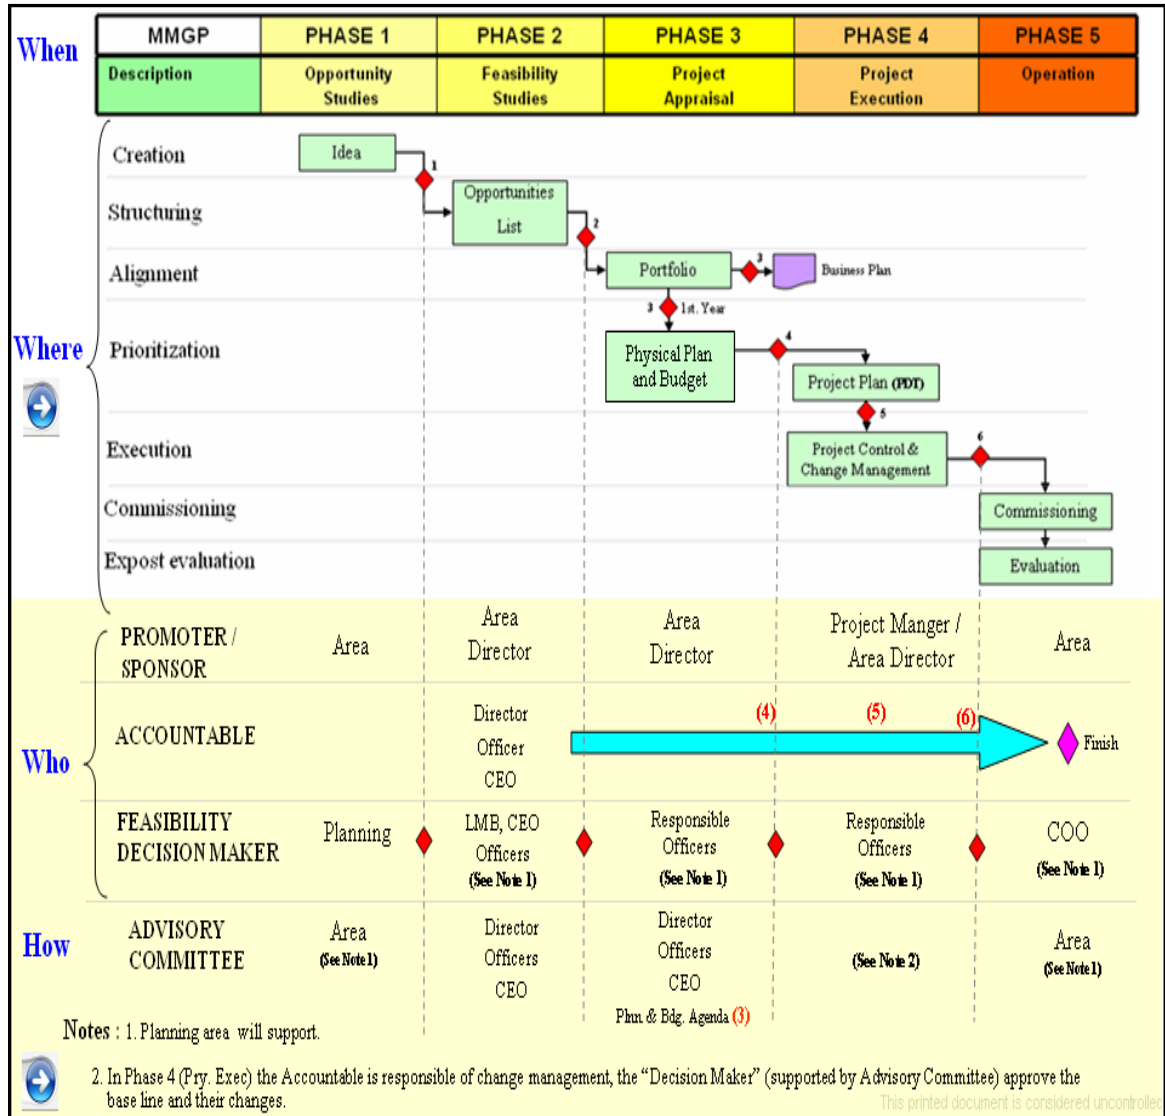 When
MMGP PHASE 1 PHASE 2 PHASE 3 PHASE 4 PHASE 5
Description Opportunity Feasibility Project Project Operation
Studies Studies Appraisal Execution
Where
Creation
Idea
1
Structuring
Opportunities
List
2
Alignment
Portfolio
3
Business Plan
3 1st. Year
Prioritization
Physical Plan
and Budget
4
Project Plan (PDT)
5
Execution
Project Control &
Change Management
6
Commissioning
Commissioning
Expost evaluation
Evaluation
Who
PROMOTER /
SPONSOR
Area
Area
Director
Area
Director
Project Manger /
Area Director
Area
ACCOUNTABLE
Director
Officer
CEO
(4) (5) (6)
Finish
FEASIBILITY
DECISION MAKER
Planning
LMB, CEO
Officers
(See Note 1)
Responsible
Officers
(See Note 1)
Responsible
Officers
(See Note 1)
COO
(See Note 1)
How
ADVISORY
COMMITTEE
Area
(See Note 1)
Director
Officers
CEO
Director
Officers
CEO
Plnn. & Bdg. Agenda (3)
(See Note 2)
Area
(See Note 1)
Notes : 1. Planning area will support.
2. In Phase 4 (Pry. Exec) the Accountable is responsible of change management, the “Decision Maker” (supported by Advisory Committee) approve the
base line and their changes.
This printed document is considered uncontrolled